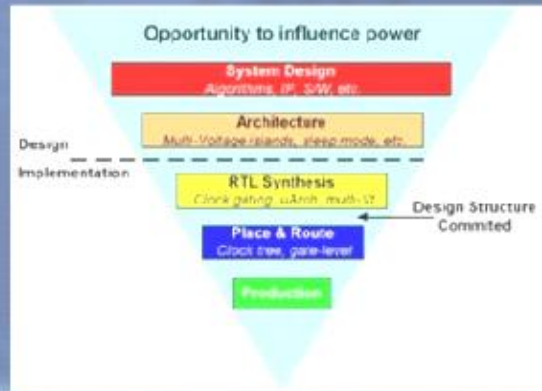 Opportunity to influence power
System Design
Algorithms, IP, S/W, etc.
Architecture
Multi-Voltage islands, sleep mode, etc.
Design
Implementation
RTL Synthesis
Clock gating, uArch, multi-Vt
Design Structure
Commited
Place & Route
Clock tree, gate-level
Production